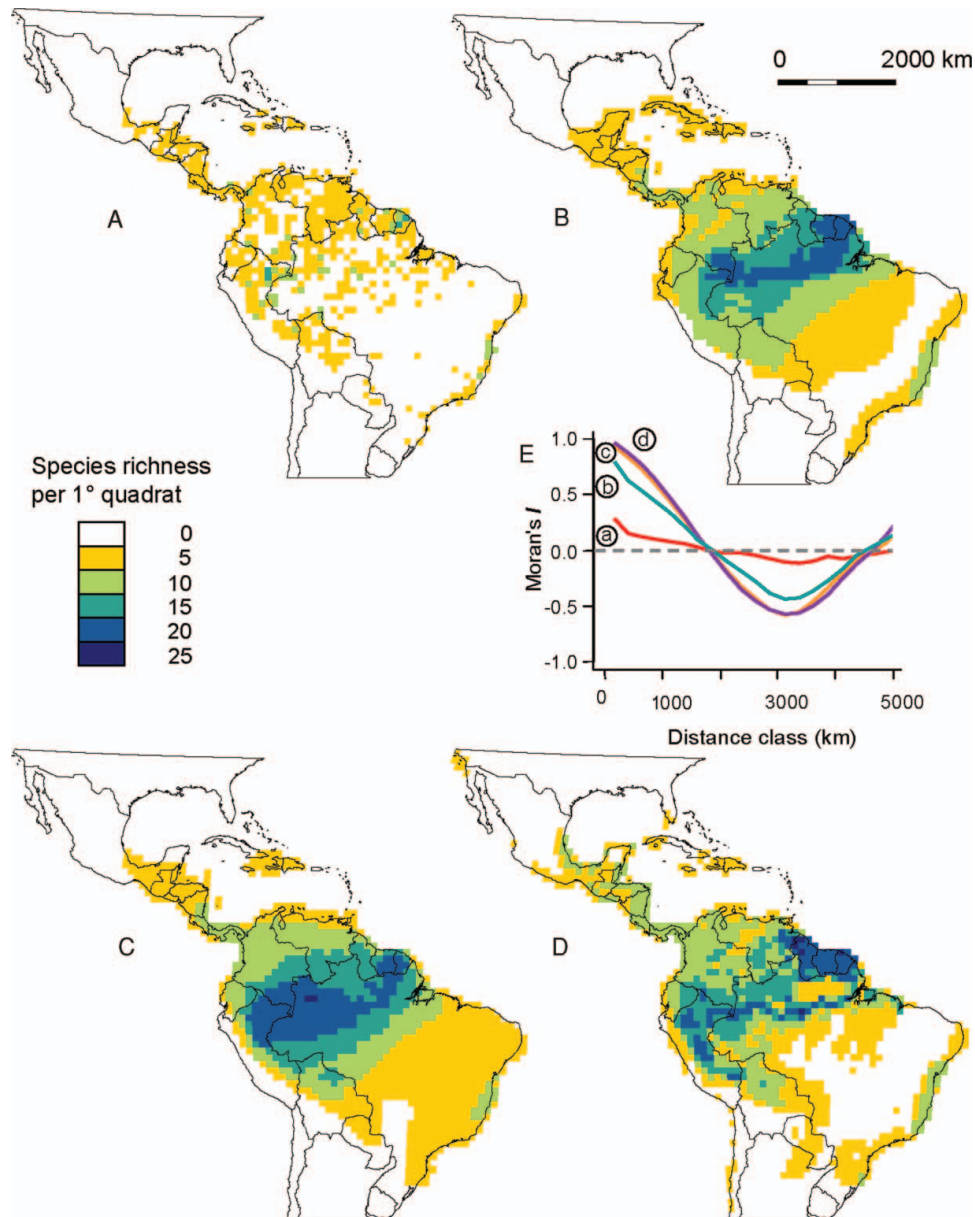 0 2000 km
A
B
Species richness
per 1° quadrat
0
5
10
15
20
25
E
1.0
0.5
0.0
-0.5
-1.0
Moran's I
a
b
c
d
0 1000 3000 5000
Distance class (km)
C
D